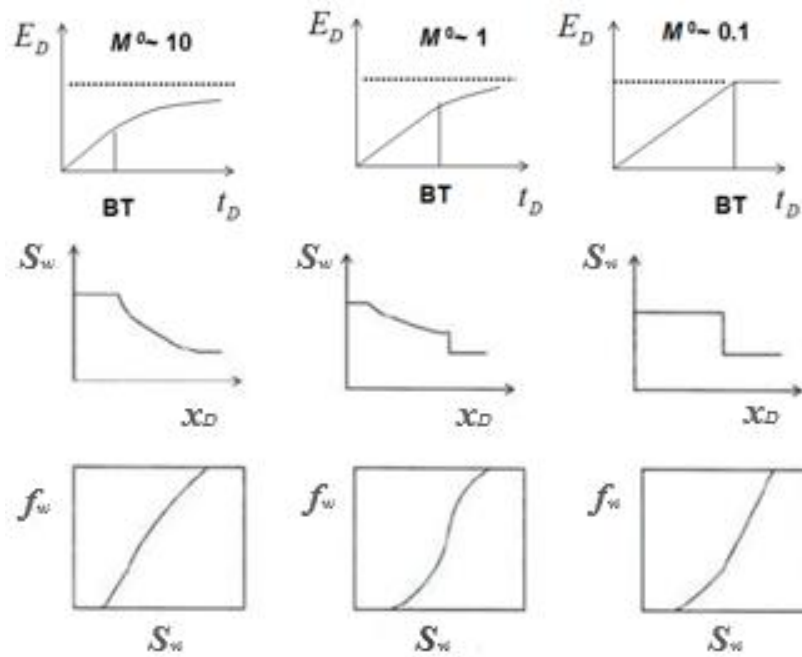 E_D M⁰~ 10
BT t_D
E_D M⁰~ 1
BT t_D
E_D M⁰~ 0.1
BT t_D
S_w
x_D
S_w
x_D
S_w
x_D
f_w
S_w
f_w
S_w
f_w
S_w